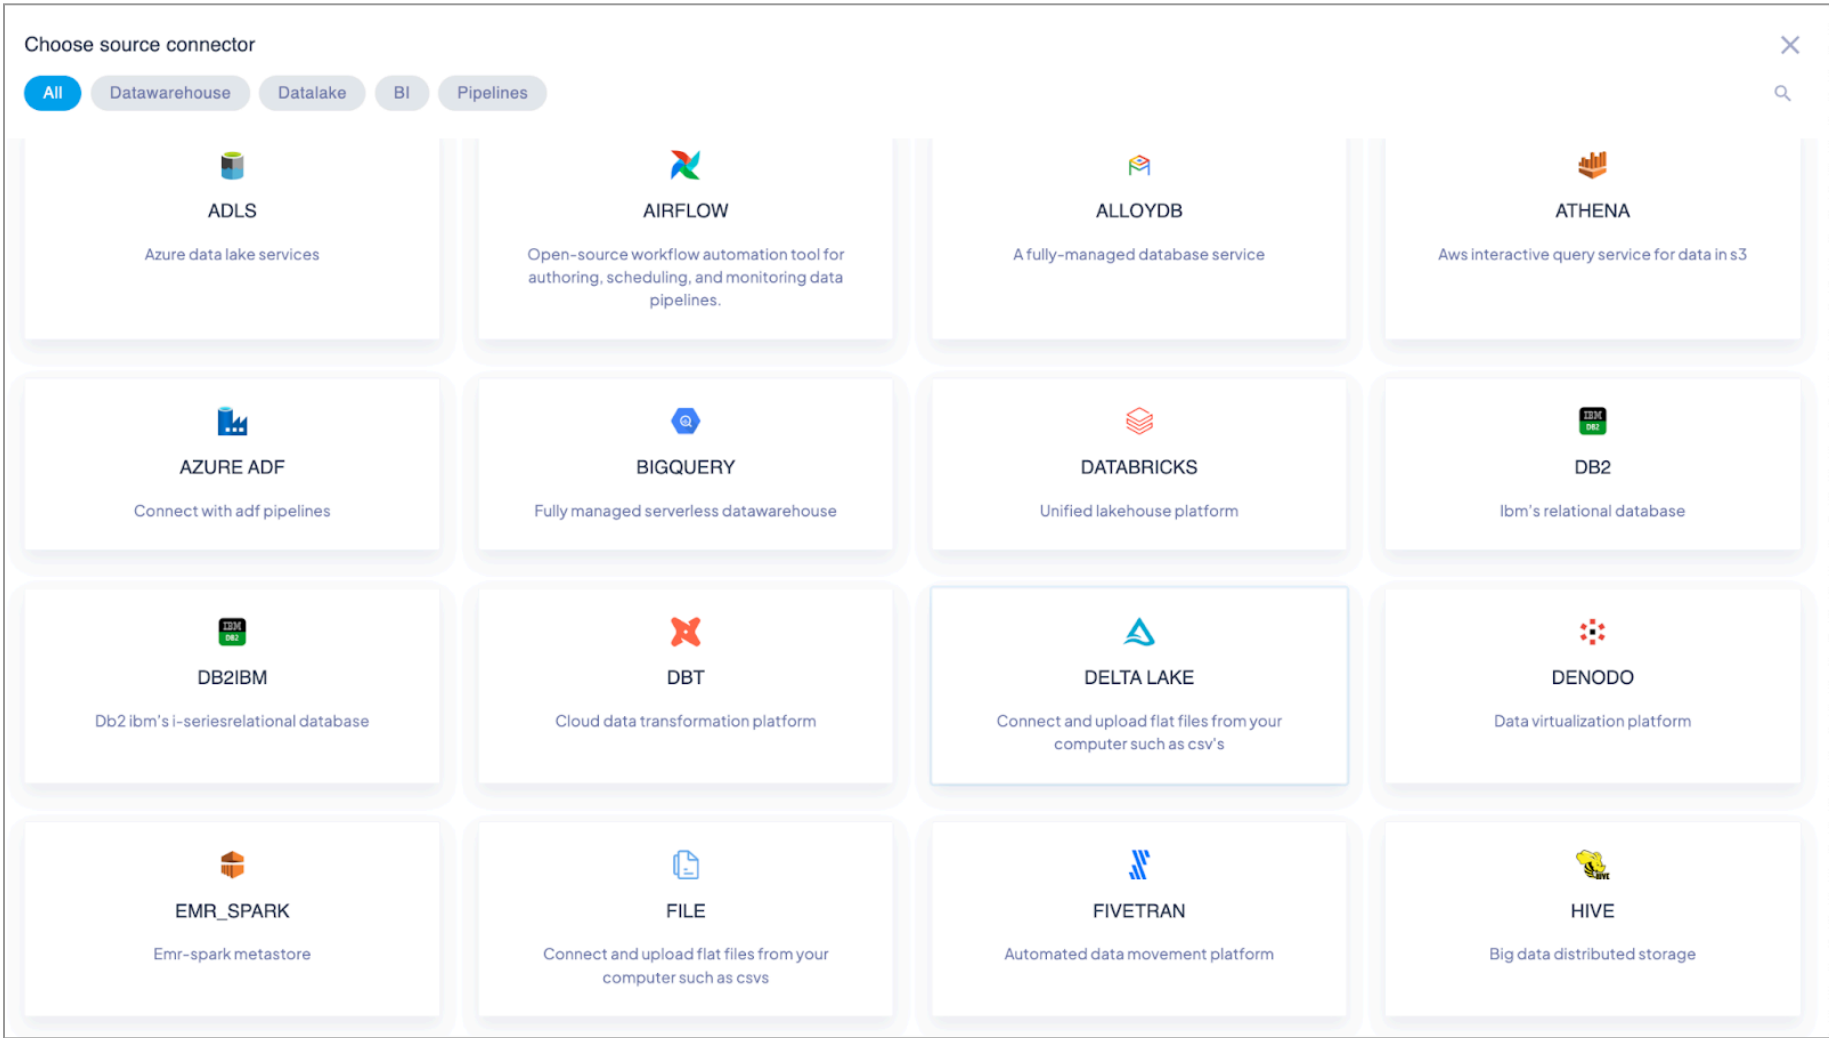 Choose source connector
All
Datawarehouse
Datalake
BI
Pipelines
ADLS
Azure data lake services
AIRFLOW
Open-source workflow automation tool for
authoring, scheduling, and monitoring data
pipelines.
ALLOYDB
A fully-managed database service
ATHENA
Aws interactive query service for data in s3
AZURE ADF
Connect with adf pipelines
BIGQUERY
Fully managed serverless datawarehouse
DATABRICKS
Unified lakehouse platform
IBM
DB2
DB2
Ibm's relational database
IBM
DB2
DB2IBM
Db2 ibm's i-seriesrelational database
DBT
Cloud data transformation platform
DELTA LAKE
Connect and upload flat files from your
computer such as csv's
DENODO
Data virtualization platform
EMR_SPARK
Emr-spark metastore
FILE
Connect and upload flat files from your
computer such as csvs
FIVETRAN
Automated data movement platform
HIVE
HIVE
Big data distributed storage